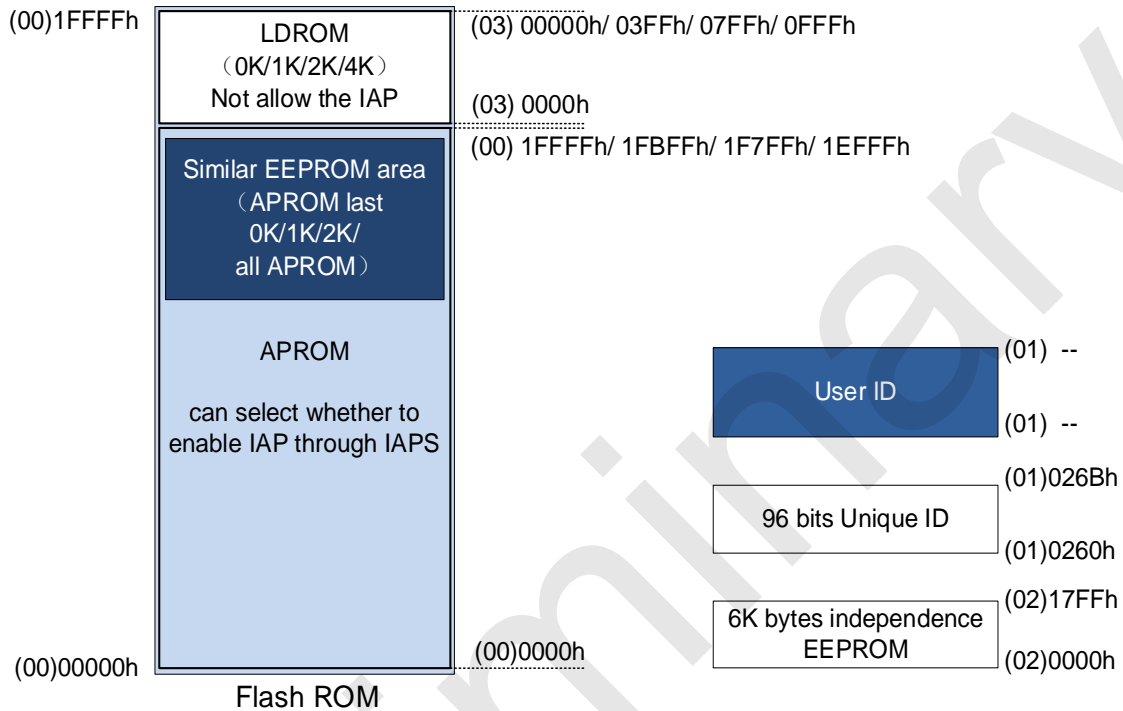 (00)1FFFFh
LDROM
（0K/1K/2K/4K）
Not allow the IAP
(03) 00000h/ 03FFh/ 07FFh/ 0FFFh
(03) 0000h
(00) 1FFFFh/ 1FBFFh/ 1F7FFh/ 1EFFFh
Similar EEPROM area
（APROM last
0K/1K/2K/
all APROM）
APROM
can select whether to
enable IAP through IAPS
(00)00000h
(00)0000h
Flash ROM
(01) --
User ID
(01) --
(01)026Bh
96 bits Unique ID
(01)0260h
(02)17FFh
6K bytes independence
EEPROM
(02)0000h